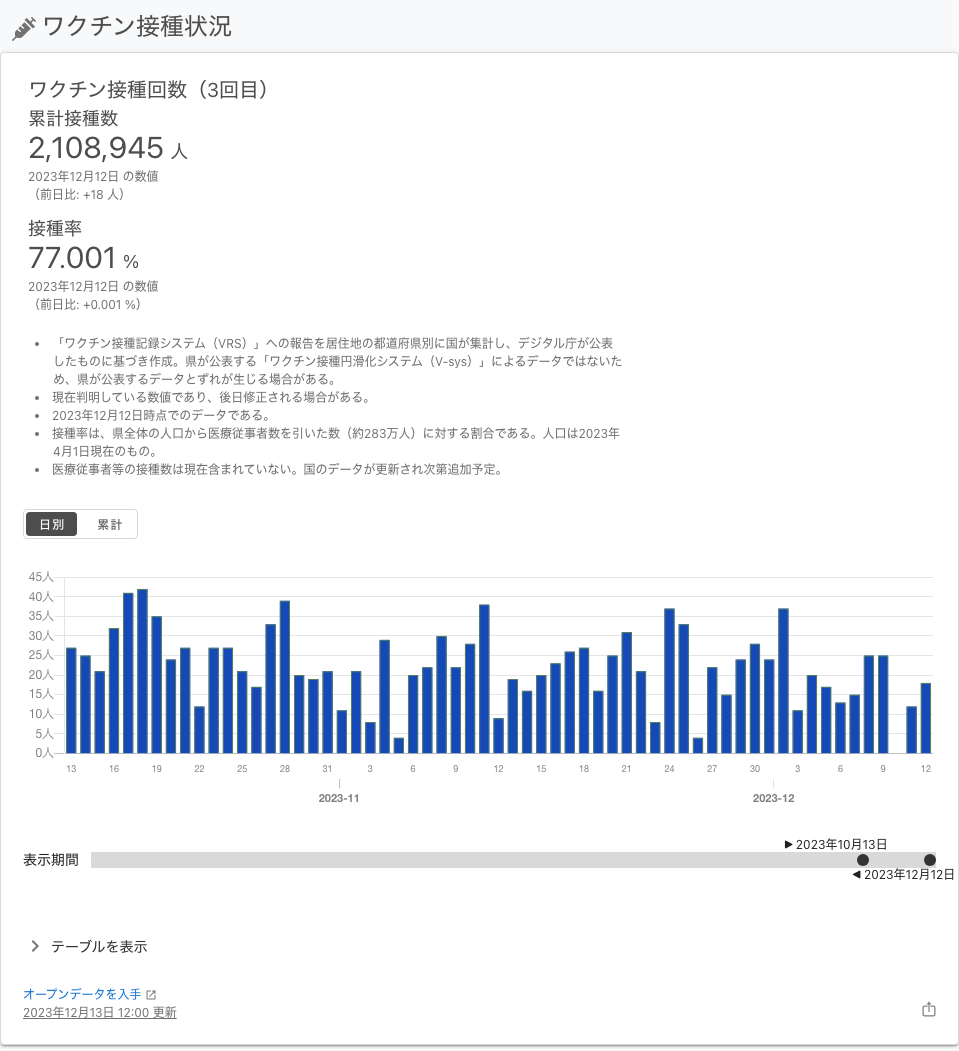 ワクチン接種状況
ワクチン接種回数（3回目）
累計接種数
2,108,945 人
2023年12月12日 の数値
（前日比: +18 人）
接種率
77.001 %
2023年12月12日 の数値
（前日比: +0.001 %）
• 「ワクチン接種記録システム（VRS）」への報告を居住地の都道府県別に国が集計し、デジタル庁が公表
したものに基づき作成。県が公表する「ワクチン接種円滑化システム（V-sys）」によるデータではないた
め、県が公表するデータとずれが生じる場合がある。
• 現在判明している数値であり、後日修正される場合がある。
• 2023年12月12日時点でのデータである。
• 接種率は、県全体の人口から医療従事者数を引いた数（約283万人）に対する割合である。人口は2023年
4月1日現在のもの。
• 医療従事者等の接種数は現在含まれていない。国のデータが更新され次第追加予定。
日別 累計
45人
40人
35人
30人
25人
20人
15人
10人
5人
0人
13 16 19 22 25 28 31 3 6 9 12 15 18 21 24 27 30 3 6 9 12
2023-11 2023-12
▶ 2023年10月13日
表示期間
◀ 2023年12月12日
テーブルを表示
オープンデータを入手
2023年12月13日 12:00 更新